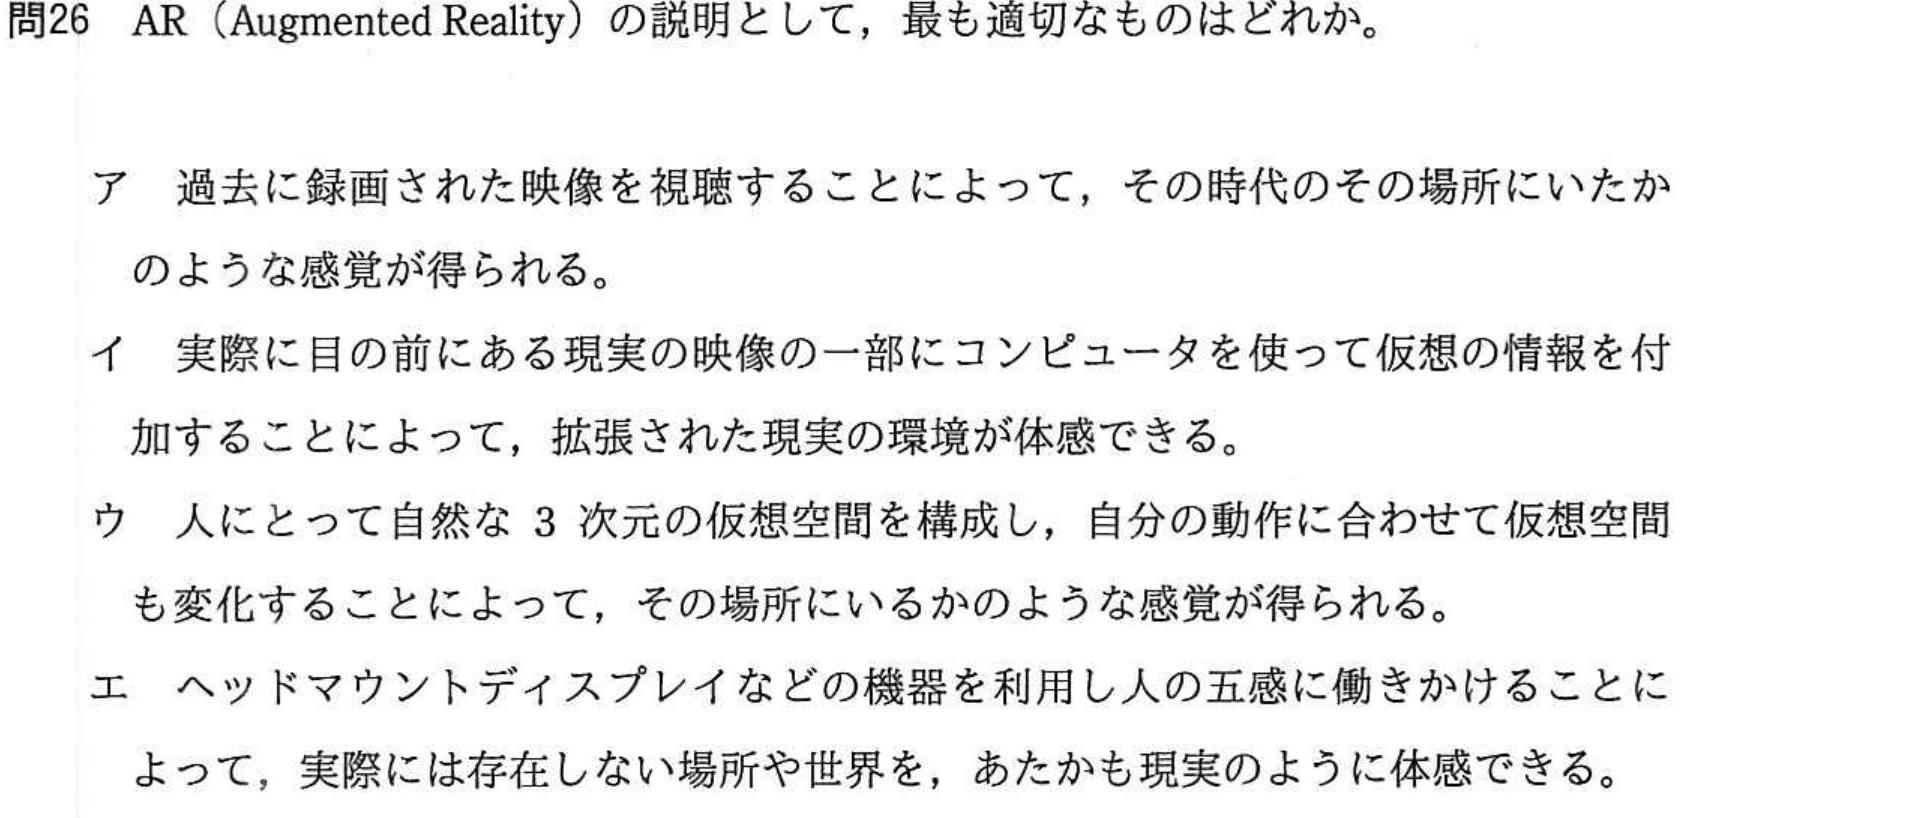 問26 AR（Augmented Reality）の説明として，最も適切なものはどれか。
ア 過去に録画された映像を視聴することによって，その時代のその場所にいたか
のような感覚が得られる。
イ 実際に目の前にある現実の映像の一部にコンピュータを使って仮想の情報を付
加することによって，拡張された現実の環境が体感できる。
ウ 人にとって自然な 3 次元の仮想空間を構成し，自分の動作に合わせて仮想空間
も変化することによって，その場所にいるかのような感覚が得られる。
エ ヘッドマウントディスプレイなどの機器を利用し人の五感に働きかけることに
よって，実際には存在しない場所や世界を，あたかも現実のように体感できる。